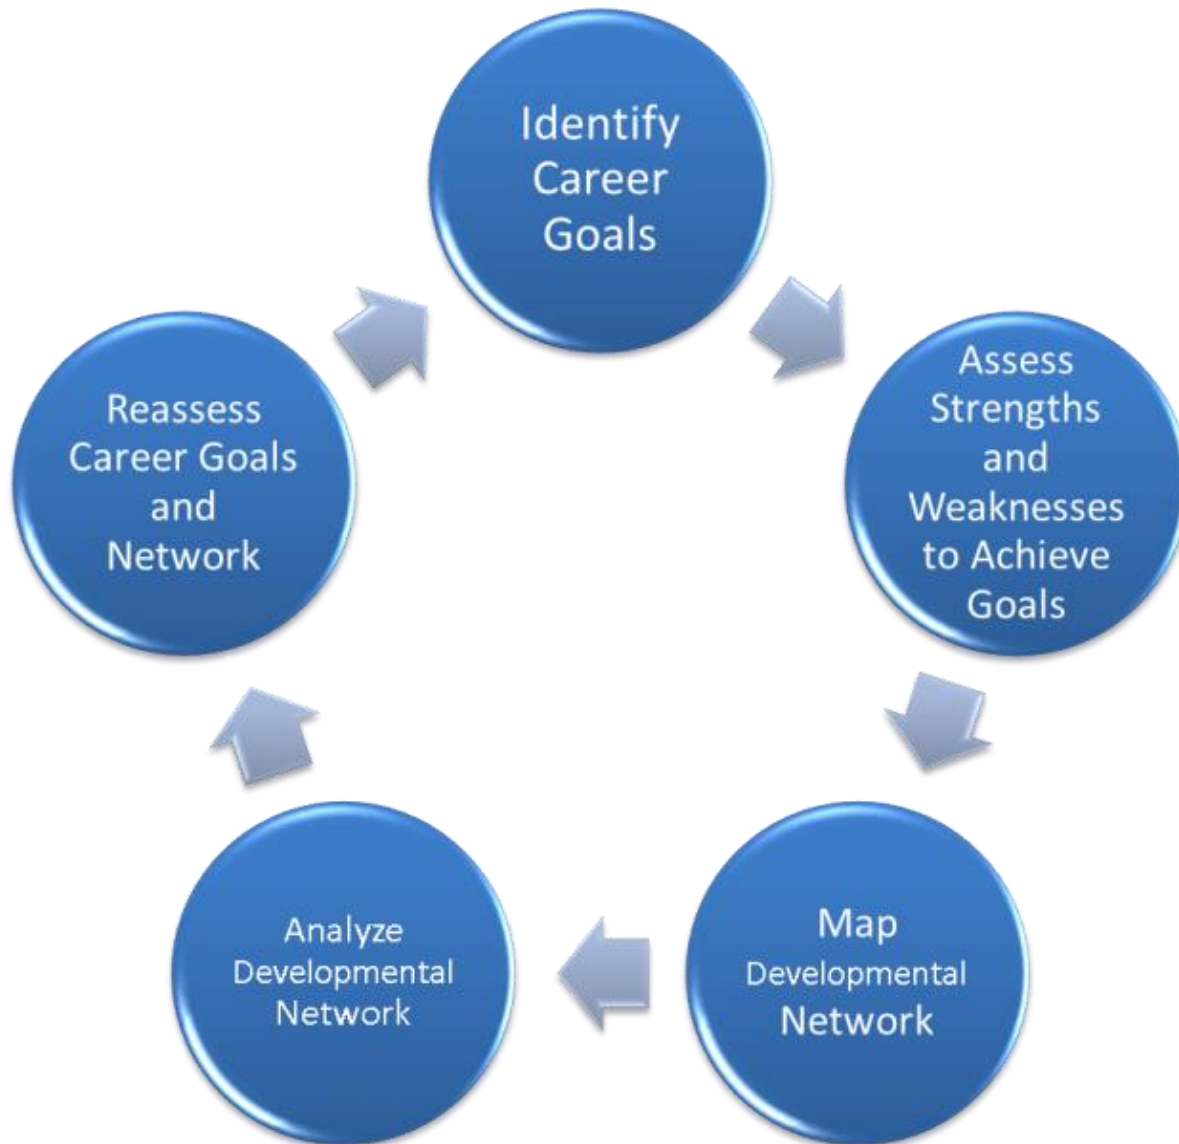 Identify
Career
Goals
Assess
Strengths
and
Weaknesses
to Achieve
Goals
Map
Developmental
Network
Analyze
Developmental
Network
Reassess
Career Goals
and
Network